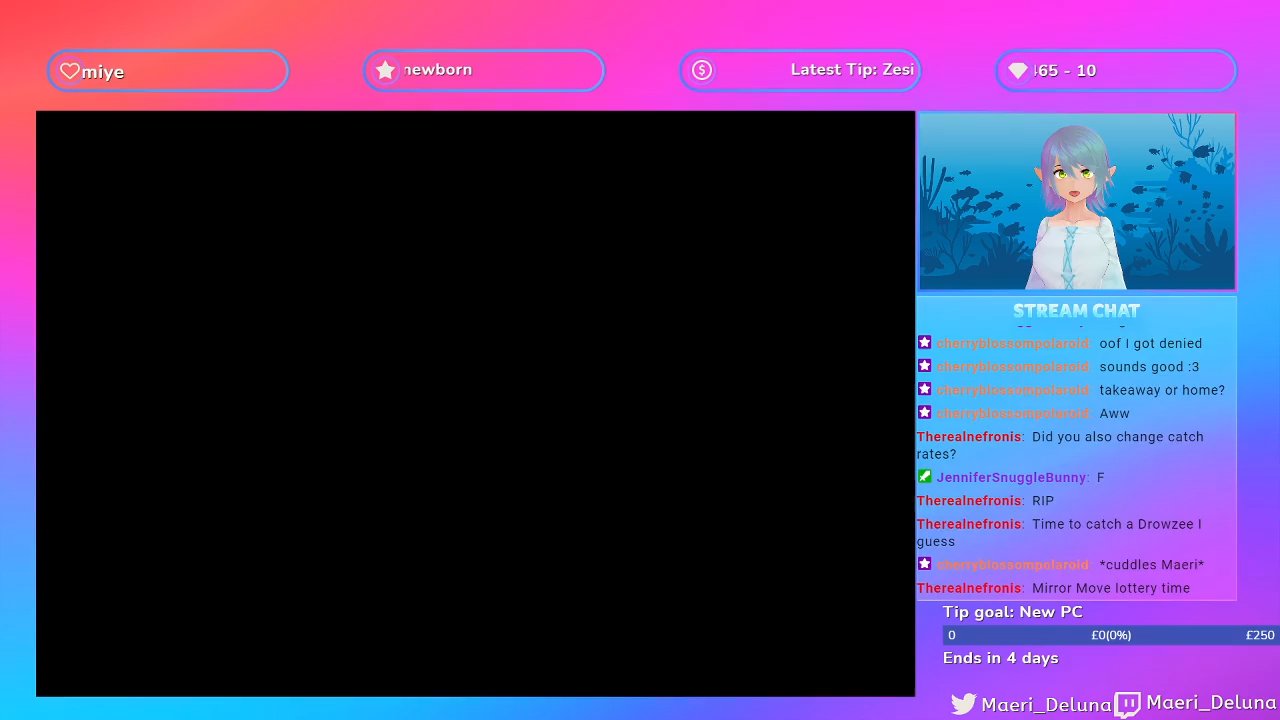 miye
newborn
Latest Tip: Zesi
65 - 10
STREAM CHAT
cherryblossompolaroid: oof I got denied
cherryblossompolaroid: sounds good :3
cherryblossompolaroid: takeaway or home?
cherryblossompolaroid: Aww
Therealnefronis: Did you also change catch
rates?
JenniferSnuggleBunny: F
Therealnefronis: RIP
Therealnefronis: Time to catch a Drowzee I
guess
cherryblossompolaroid: *cuddles Maeri*
Therealnefronis: Mirror Move lottery time
Tip goal: New PC
0 £0(0%) £250
Ends in 4 days
Maeri_Deluna Maeri_Deluna